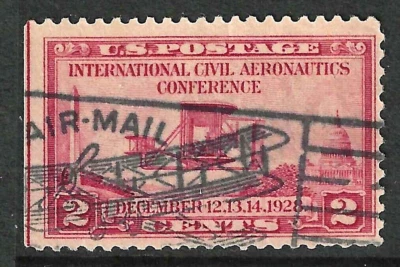 U.S. POSTAGE
INTERNATIONAL CIVIL AERONAUTICS
CONFERENCE
AIR-MAIL
DECEMBER 12.13.14.1928
2 CENTS 2